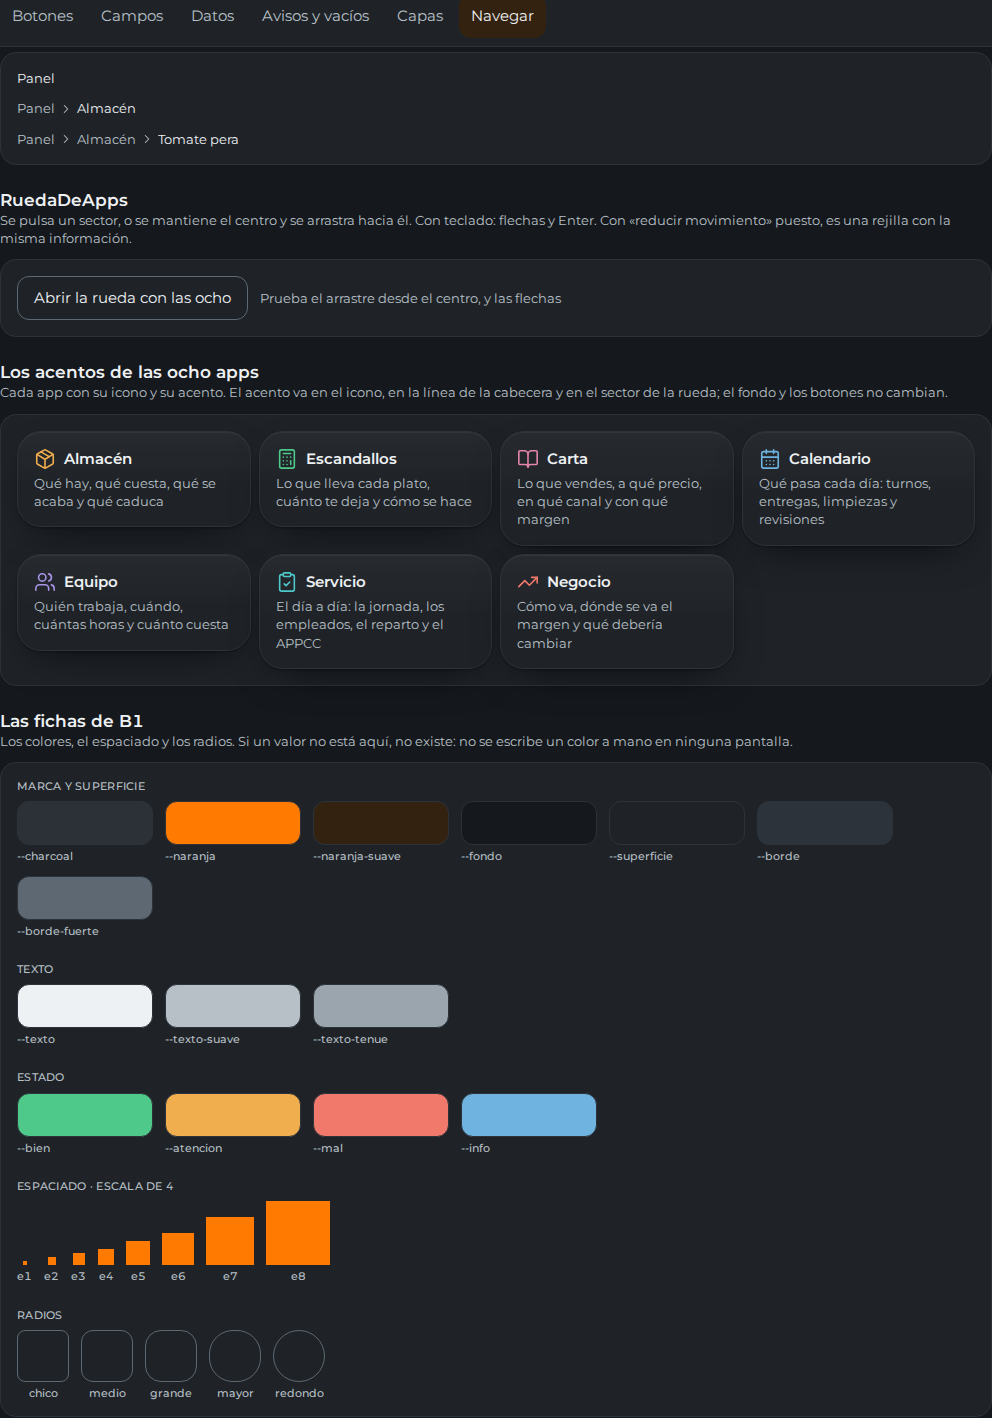 Botones Campos Datos Avisos y vacíos Capas Navegar
Panel
Panel > Almacén
Panel > Almacén > Tomate pera
RuedaDeApps
Se pulsa un sector, o se mantiene el centro y se arrastra hacia él. Con teclado: flechas y Enter. Con «reducir movimiento» puesto, es una rejilla con la
misma información.
Abrir la rueda con las ocho
Prueba el arrastre desde el centro, y las flechas
Los acentos de las ocho apps
Cada app con su icono y su acento. El acento va en el icono, en la línea de la cabecera y en el sector de la rueda; el fondo y los botones no cambian.
Almacén
Qué hay, qué cuesta, qué se
acaba y qué caduca
Escandallos
Lo que lleva cada plato,
cuánto te deja y cómo se hace
Carta
Lo que vendes, a qué precio,
en qué canal y con qué
margen
Calendario
Qué pasa cada día: turnos,
entregas, limpiezas y
revisiones
Equipo
Quién trabaja, cuándo,
cuántas horas y cuánto cuesta
Servicio
El día a día: la jornada, los
empleados, el reparto y el
APPCC
Negocio
Cómo va, dónde se va el
margen y qué debería
cambiar
Las fichas de B1
Los colores, el espaciado y los radios. Si un valor no está aquí, no existe: no se escribe un color a mano en ninguna pantalla.
MARCA Y SUPERFICIE
--charcoal
--naranja
--naranja-suave
--fondo
--superficie
--borde
--borde-fuerte
TEXTO
--texto
--texto-suave
--texto-tenue
ESTADO
--bien
--atencion
--mal
--info
ESPACIADO · ESCALA DE 4
e1 e2 e3 e4 e5 e6 e7 e8
RADIOS
chico medio grande mayor redondo